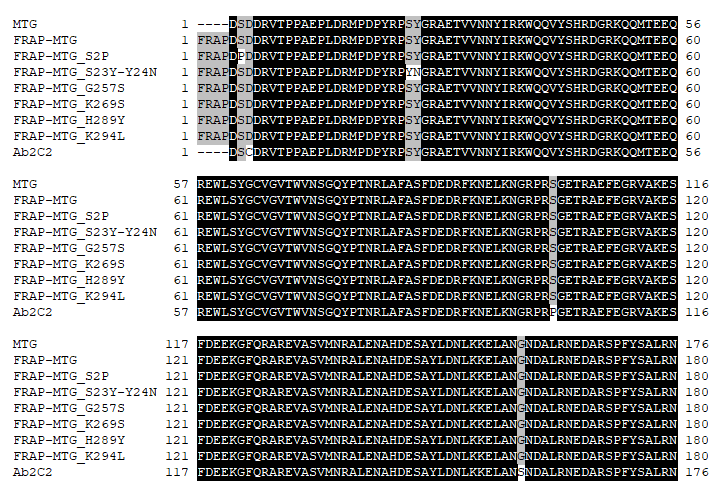 MTG 1 ----DSDDRVTPPAEPLDRMPDPYRPSYGRAETVVNNYIRKWQQVYSHRDGRKQQMTEEQ 56
FRAP-MTG 1 FRAPDSDDRVTPPAEPLDRMPDPYRPSYGRAETVVNNYIRKWQQVYSHRDGRKQQMTEEQ 60
FRAP-MTG_S2P 1 FRAPDPDDRVTPPAEPLDRMPDPYRPSYGRAETVVNNYIRKWQQVYSHRDGRKQQMTEEQ 60
FRAP-MTG_S23Y-Y24N 1 FRAPDSDDRVTPPAEPLDRMPDPYRPYNGRAETVVNNYIRKWQQVYSHRDGRKQQMTEEQ 60
FRAP-MTG_G257S 1 FRAPDSDDRVTPPAEPLDRMPDPYRPSYGRAETVVNNYIRKWQQVYSHRDGRKQQMTEEQ 60
FRAP-MTG_K269S 1 FRAPDSDDRVTPPAEPLDRMPDPYRPSYGRAETVVNNYIRKWQQVYSHRDGRKQQMTEEQ 60
FRAP-MTG_H289Y 1 FRAPDSDDRVTPPAEPLDRMPDPYRPSYGRAETVVNNYIRKWQQVYSHRDGRKQQMTEEQ 60
FRAP-MTG_K294L 1 FRAPDSDDRVTPPAEPLDRMPDPYRPSYGRAETVVNNYIRKWQQVYSHRDGRKQQMTEEQ 60
Ab2C2 1 ----DSCDRVTPPAEPLDRMPDPYRPSYGRAETVVNNYIRKWQQVYSHRDGRKQQMTEEQ 56
MTG 57 REWLSYGCVGVTWVNSGQYPTNRLAFASFDEDRFKNELKNGRPRSGETRAEFEGRVAKES 116
FRAP-MTG 61 REWLSYGCVGVTWVNSGQYPTNRLAFASFDEDRFKNELKNGRPRSGETRAEFEGRVAKES 120
FRAP-MTG_S2P 61 REWLSYGCVGVTWVNSGQYPTNRLAFASFDEDRFKNELKNGRPRSGETRAEFEGRVAKES 120
FRAP-MTG_S23Y-Y24N 61 REWLSYGCVGVTWVNSGQYPTNRLAFASFDEDRFKNELKNGRPRSGETRAEFEGRVAKES 120
FRAP-MTG_G257S 61 REWLSYGCVGVTWVNSGQYPTNRLAFASFDEDRFKNELKNGRPRSGETRAEFEGRVAKES 120
FRAP-MTG_K269S 61 REWLSYGCVGVTWVNSGQYPTNRLAFASFDEDRFKNELKNGRPRSGETRAEFEGRVAKES 120
FRAP-MTG_H289Y 61 REWLSYGCVGVTWVNSGQYPTNRLAFASFDEDRFKNELKNGRPRSGETRAEFEGRVAKES 120
FRAP-MTG_K294L 61 REWLSYGCVGVTWVNSGQYPTNRLAFASFDEDRFKNELKNGRPRSGETRAEFEGRVAKES 120
Ab2C2 57 REWLSYGCVGVTWVNSGQYPTNRLAFASFDEDRFKNELKNGRPRPGETRAEFEGRVAKES 116
MTG 117 FDEEKGFQRAREVASVMNRALENAHDESAYLDNLKKELANGNDALRNEDARSPFYSALRN 176
FRAP-MTG 121 FDEEKGFQRAREVASVMNRALENAHDESAYLDNLKKELANGNDALRNEDARSPFYSALRN 180
FRAP-MTG_S2P 121 FDEEKGFQRAREVASVMNRALENAHDESAYLDNLKKELANGNDALRNEDARSPFYSALRN 180
FRAP-MTG_S23Y-Y24N 121 FDEEKGFQRAREVASVMNRALENAHDESAYLDNLKKELANGNDALRNEDARSPFYSALRN 180
FRAP-MTG_G257S 121 FDEEKGFQRAREVASVMNRALENAHDESAYLDNLKKELANGNDALRNEDARSPFYSALRN 180
FRAP-MTG_K269S 121 FDEEKGFQRAREVASVMNRALENAHDESAYLDNLKKELANGNDALRNEDARSPFYSALRN 180
FRAP-MTG_H289Y 121 FDEEKGFQRAREVASVMNRALENAHDESAYLDNLKKELANGNDALRNEDARSPFYSALRN 180
FRAP-MTG_K294L 121 FDEEKGFQRAREVASVMNRALENAHDESAYLDNLKKELANGNDALRNEDARSPFYSALRN 180
Ab2C2 117 FDEEKGFQRAREVASVMNRALENAHDESAYLDNLKKELANSNDALRNEDARSPFYSALRN 176